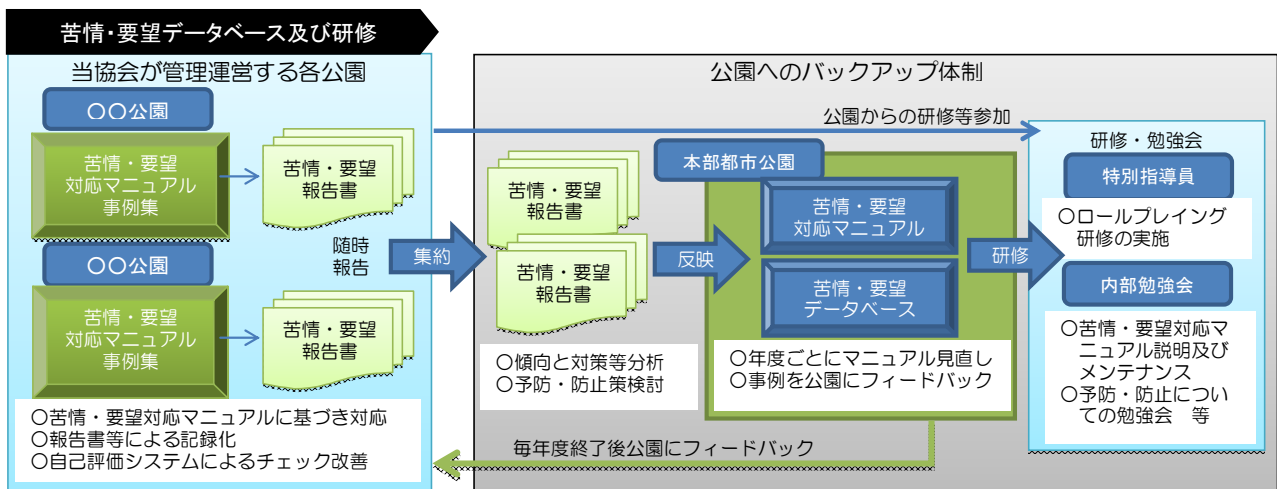 苦情・要望データベース及び研修
当協会が管理運営する各公園
〇〇公園
苦情・要望
対応マニュアル
事例集
苦情・要望
報告書
〇〇公園
苦情・要望
対応マニュアル
事例集
苦情・要望
報告書
随時
報告
〇苦情・要望対応マニュアルに基づき対応
〇報告書等による記録化
〇自己評価システムによるチェック改善
集約
公園へのバックアップ体制
公園からの研修等参加
苦情・要望
報告書
苦情・要望
報告書
〇傾向と対策等分析
〇予防・防止策検討
反映
本部都市公園
苦情・要望
対応マニュアル
苦情・要望
データベース
〇年度ごとにマニュアル見直し
〇事例を公園にフィードバック
研修
研修・勉強会
特別指導員
〇ロールプレイング
研修の実施
内部勉強会
〇苦情・要望対応マ
ニュアル説明及び
メンテナンス
〇予防・防止につい
ての勉強会　等
毎年度終了後公園にフィードバック